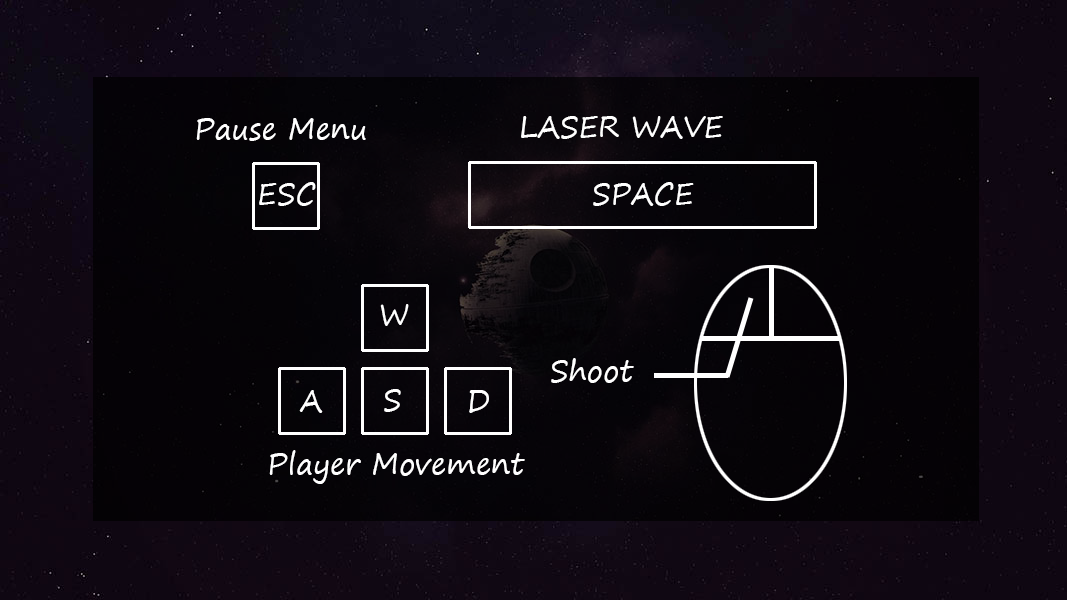 Pause Menu
LASER WAVE
ESC
SPACE
W
A S D
Shoot
Player Movement